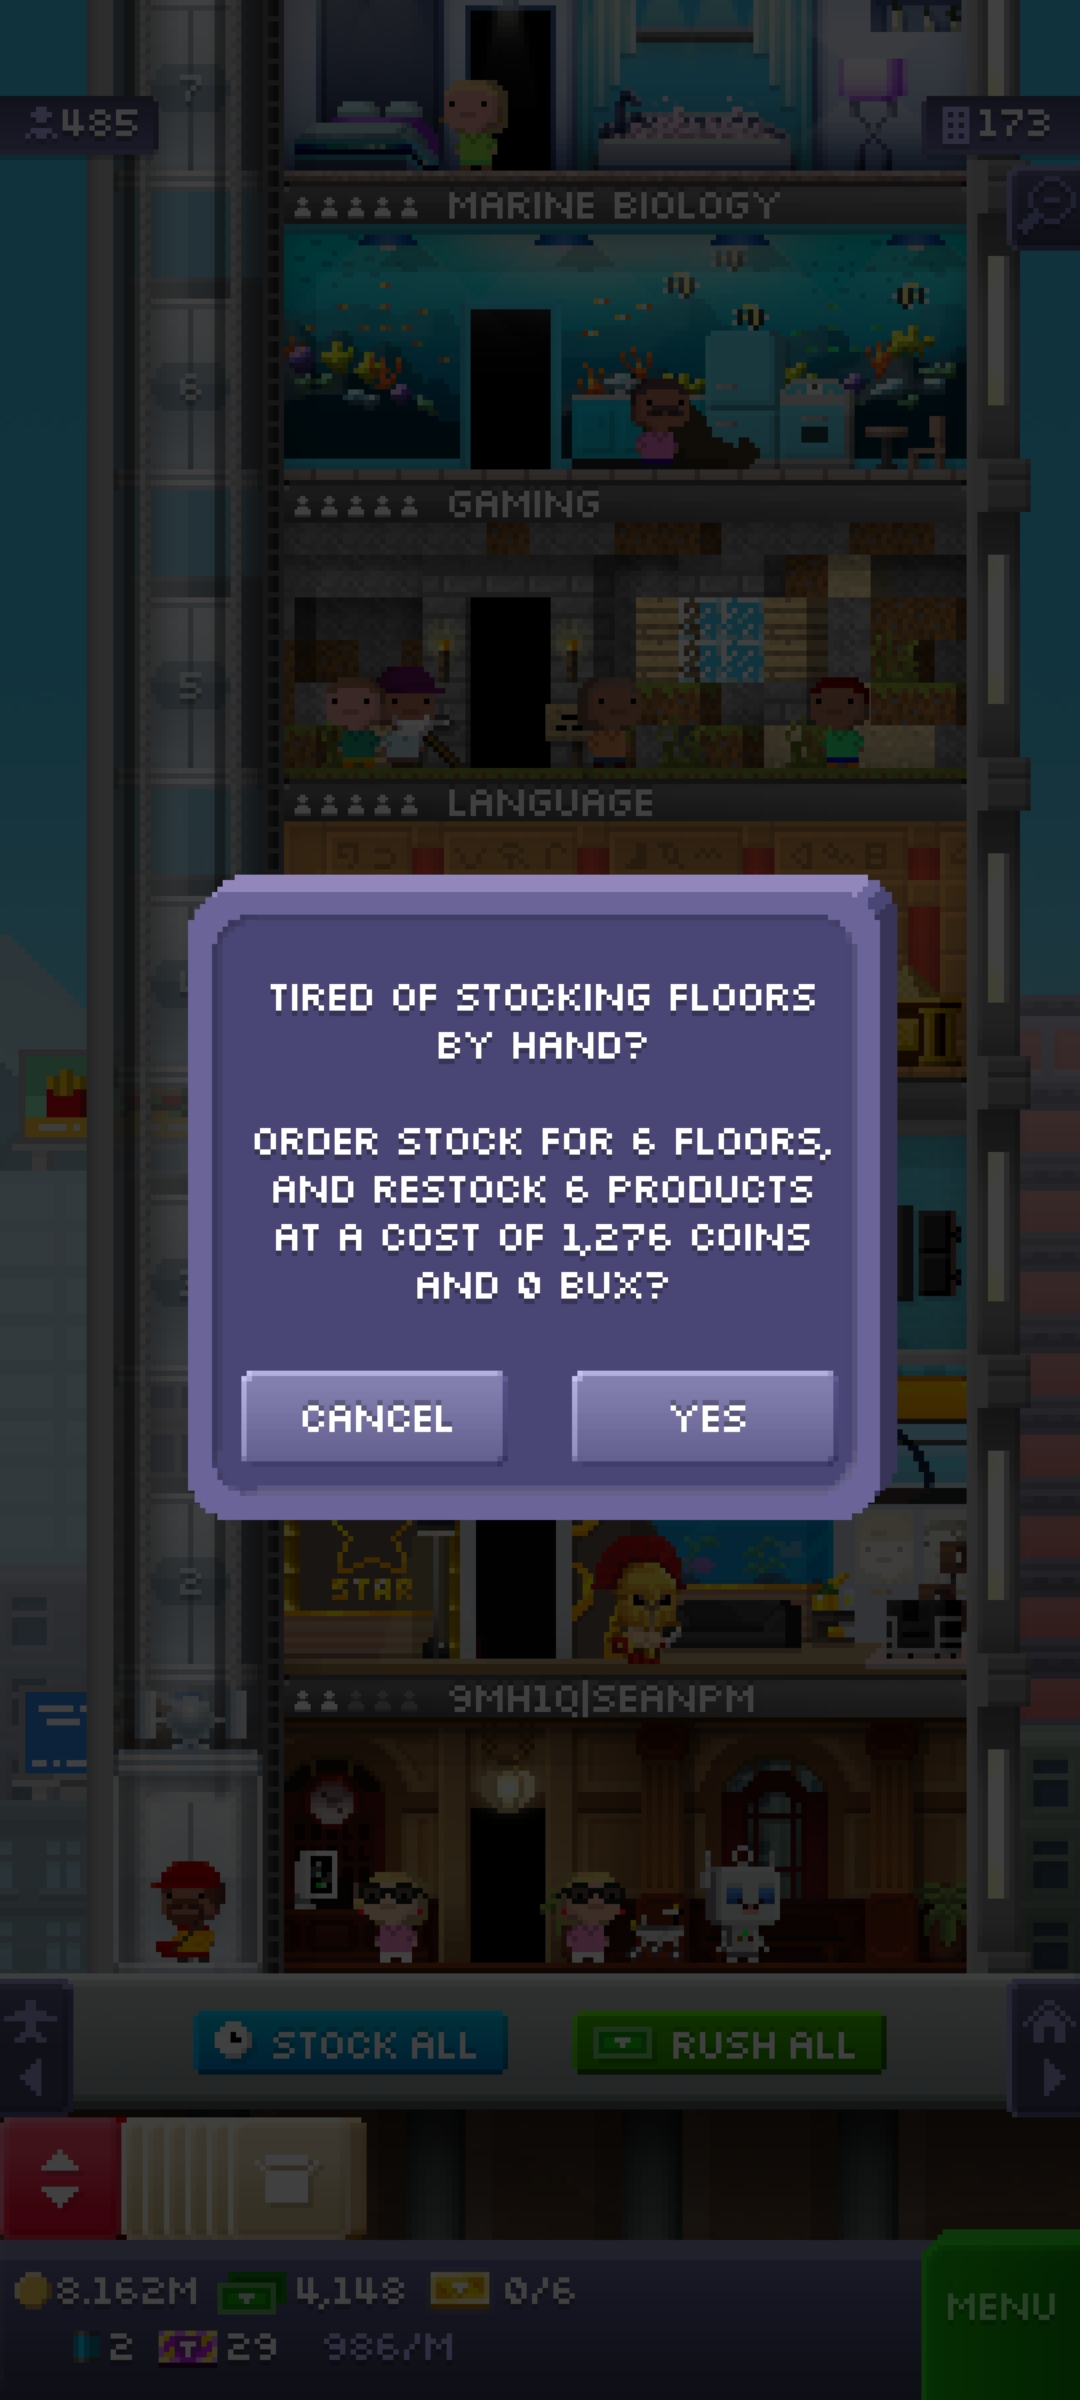 7
485
173
MARINE BIOLOGY
6
GAMING
5
LANGUAGE
TIRED OF STOCKING FLOORS
BY HAND?
ORDER STOCK FOR 6 FLOORS,
AND RESTOCK 6 PRODUCTS
AT A COST OF 1,276 COINS
AND 0 BUX?
CANCEL
YES
2
STAR
9MH1Q|SEANPM
STOCK ALL
RUSH ALL
8.162M
4,148
0/6
MENU
2
29
986/M